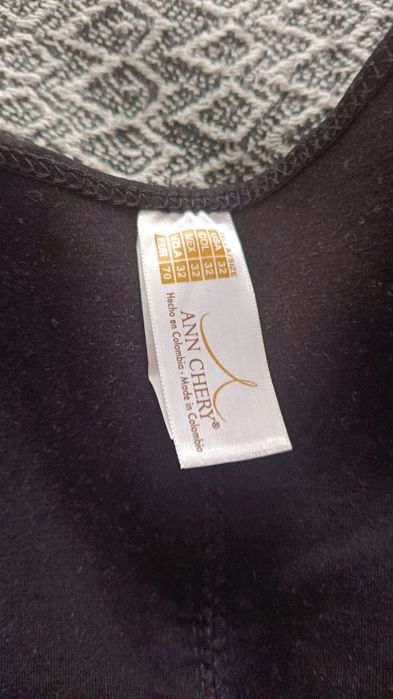 TALLA/SIZE
USA 32
COL 32
MEX 32
VZLA 32
EUR 70
ANN CHERY®
Hecho en Colombia - Made in Colombia